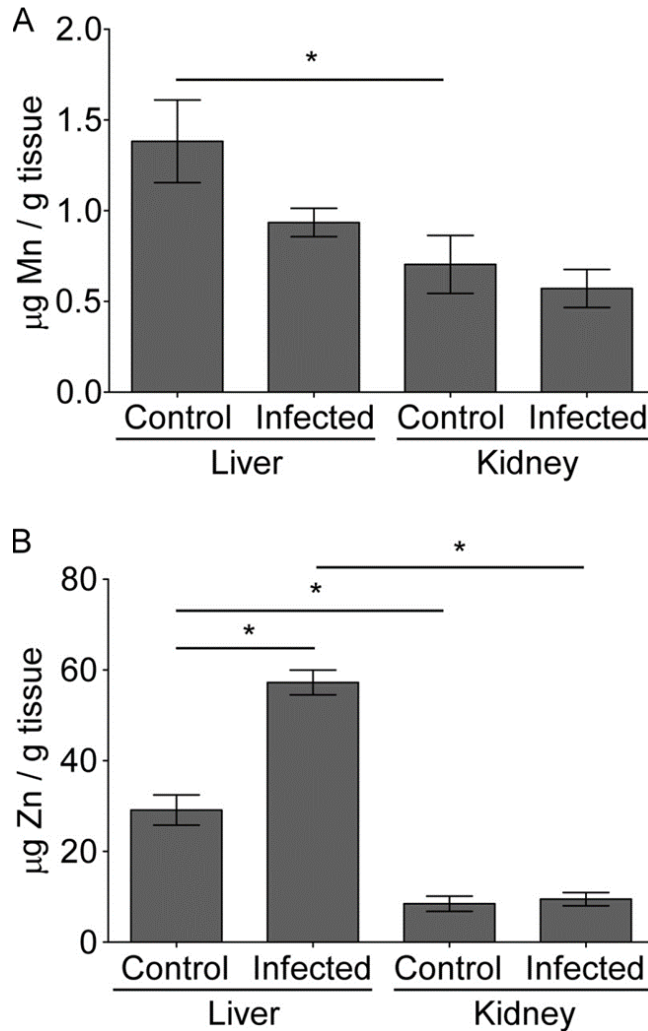 A
2.0
*
1.5
1.0
0.5
0.0
µg Mn / g tissue
Control Infected Control Infected
Liver Kidney
B
80
*
*
60
*
40
20
0
µg Zn / g tissue
Control Infected Control Infected
Liver Kidney